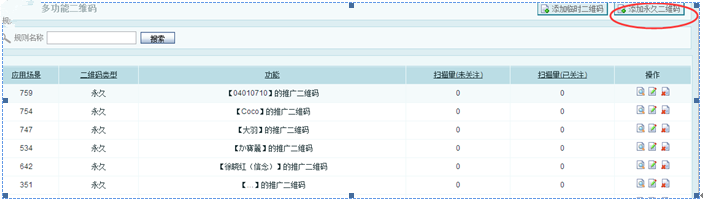 多功能二维码 添加临时二维码 添加永久二维码
规则名称 搜索
应用场景 二维码类型 功能 扫描量(未关注) 扫描量(已关注) 操作
759 永久 【04010710】的推广二维码 0 0
754 永久 【Coco】的推广二维码 0 0
747 永久 【大羽】的推广二维码 0 0
534 永久 【か寳麗】的推广二维码 0 0
642 永久 【徐晓红（信念）】的推广二维码 0 0
351 永久 【...】的推广二维码 0 0